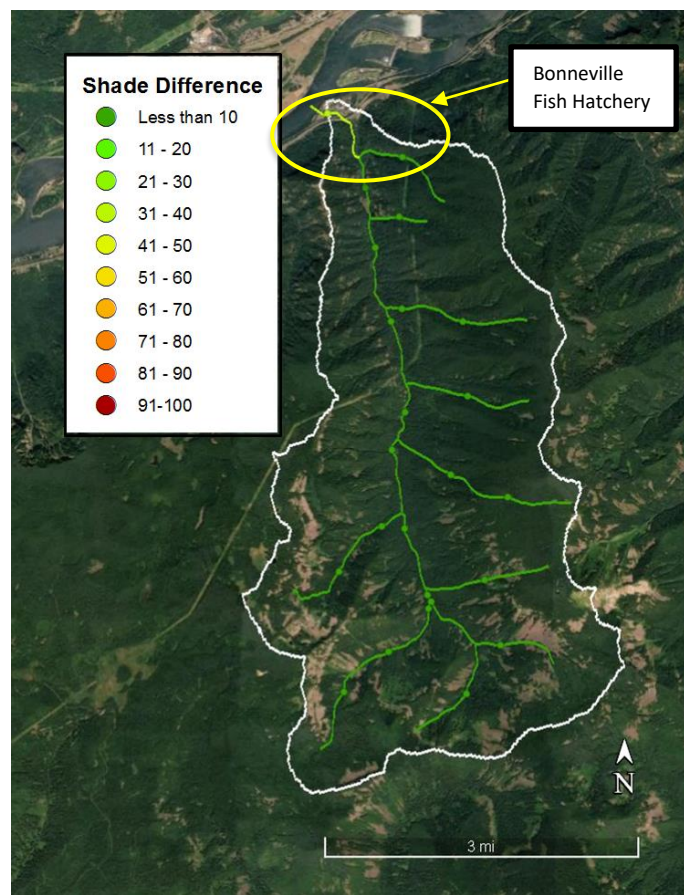 Shade Difference
Less than 10
11 - 20
21 - 30
31 - 40
41 - 50
51 - 60
61 - 70
71 - 80
81 - 90
91-100
Bonneville
Fish Hatchery
N
3 mi